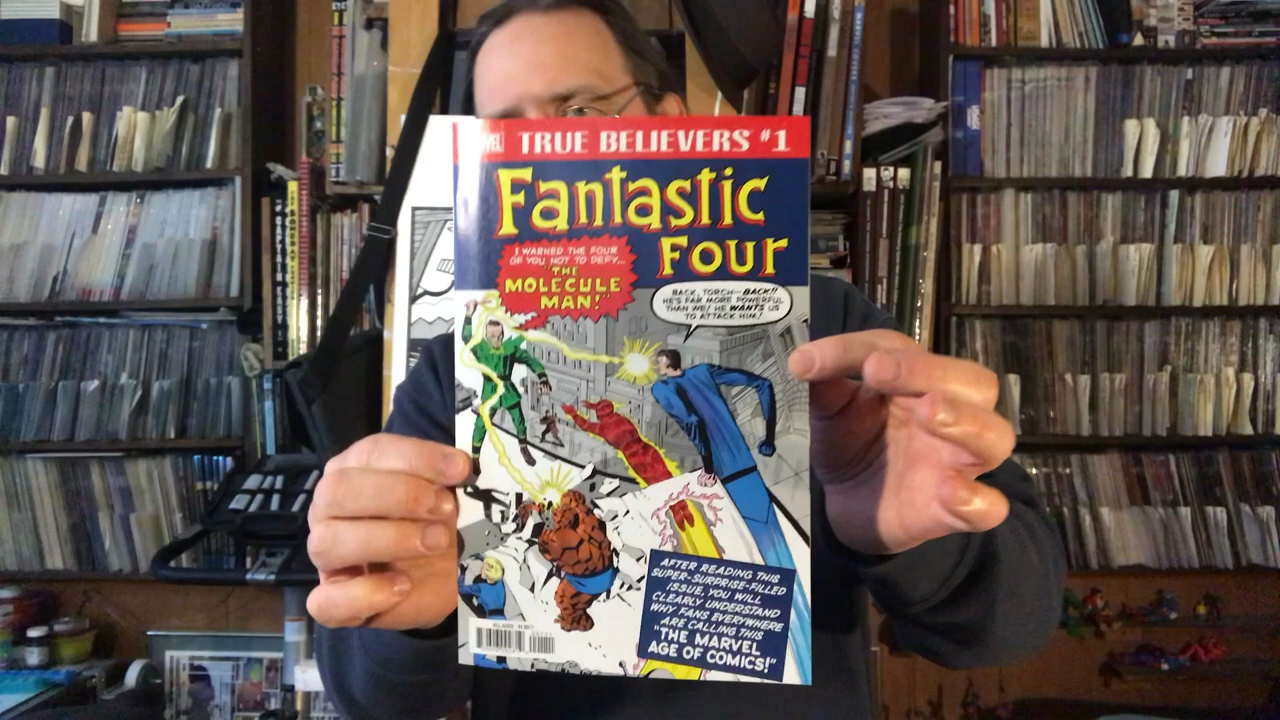 TRUE BELIEVERS #1
FANTASTIC
FOUR
I WARNED THE FOUR
OF YOU NOT TO DEFY...
"THE
MOLECULE
MAN!"
BACK, TORCH--BACK!!
HE'S FAR MORE POWERFUL
THAN WE! HE WANTS US
TO ATTACK HIM!
AFTER READING THIS
SUPER-SURPRISE-FILLED
ISSUE, YOU WILL
CLEARLY UNDERSTAND
WHY FANS EVERYWHERE
ARE CALLING THIS
"THE MARVEL
AGE OF COMICS!"